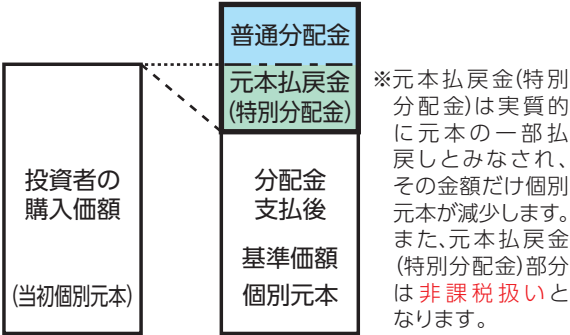 普通分配金
元本払戻金
(特別分配金)
投資者の
購入価額
(当初個別元本)
分配金
支払後
基準価額
個別元本
※元本払戻金(特別
分配金)は実質的
に元本の一部払
戻しとみなされ、
その金額だけ個別
元本が減少します。
また、元本払戻金
(特別分配金)部分
は非課税扱いと
なります。